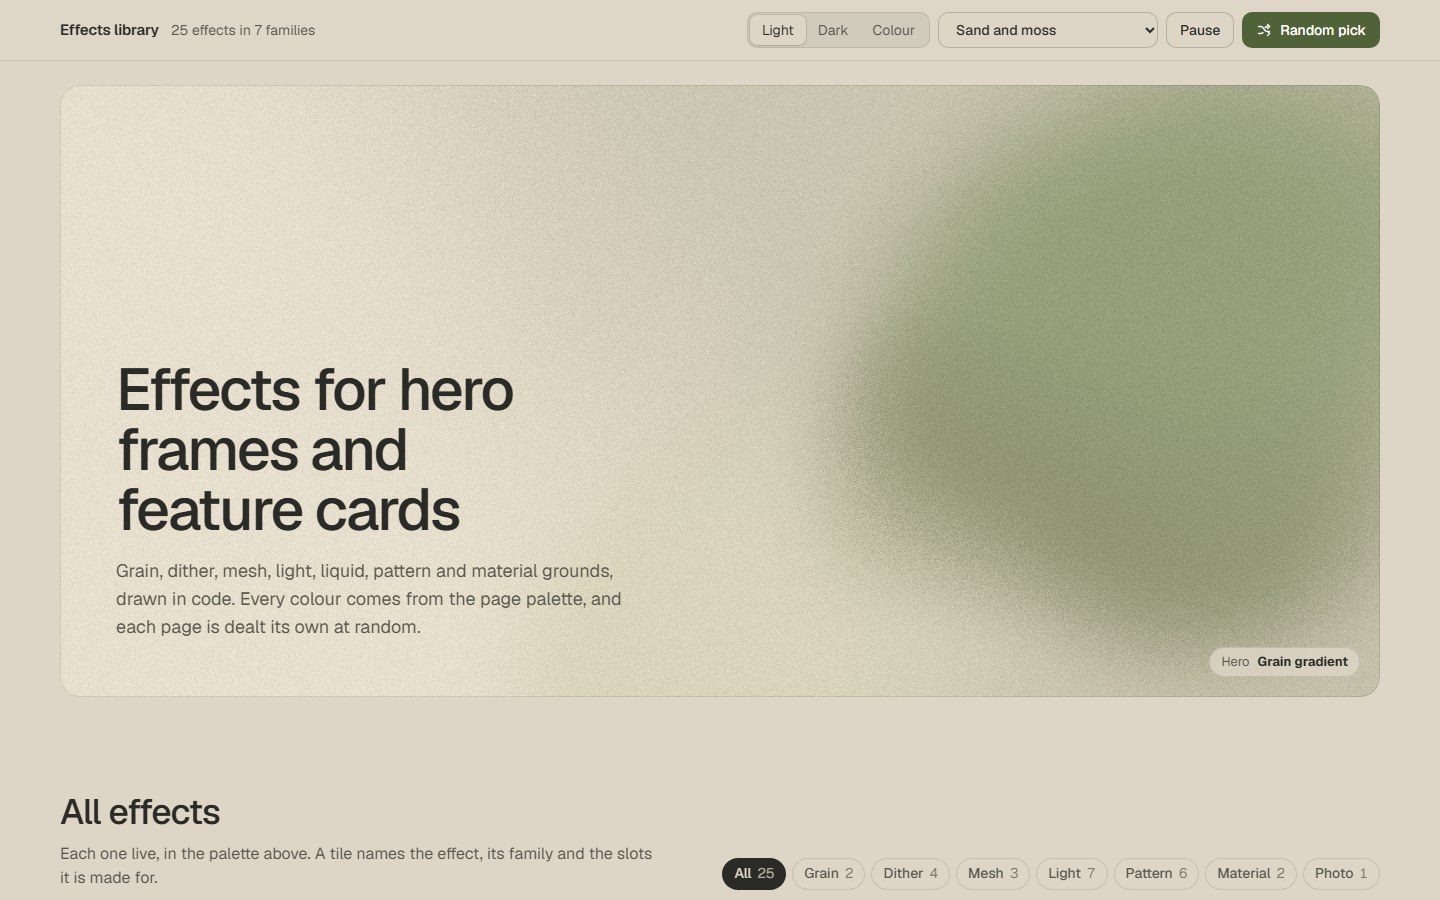 Effects library 25 effects in 7 families
Light Dark Colour Sand and moss Pause Random pick
Effects for hero
frames and
feature cards
Grain, dither, mesh, light, liquid, pattern and material grounds,
drawn in code. Every colour comes from the page palette, and
each page is dealt its own at random.
Hero Grain gradient
All effects
Each one live, in the palette above. A tile names the effect, its family and the slots
it is made for.
All 25 Grain 2 Dither 4 Mesh 3 Light 7 Pattern 6 Material 2 Photo 1